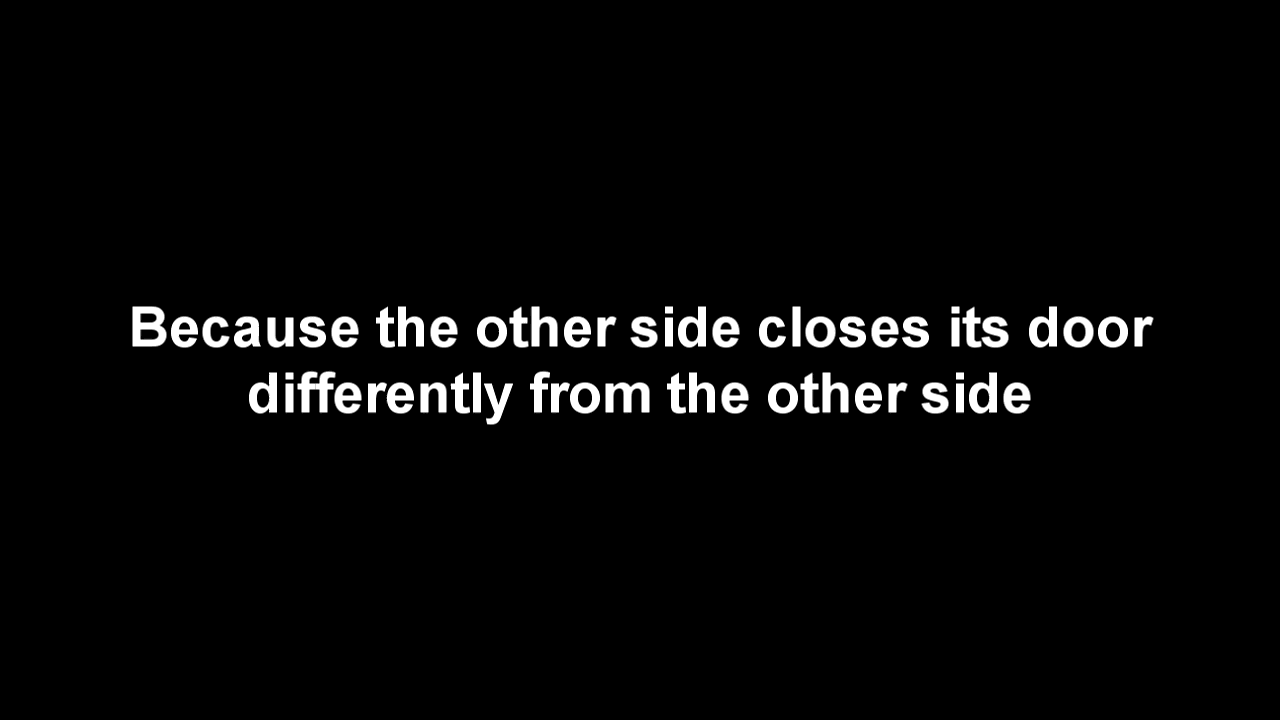 Because the other side closes its door
differently from the other side